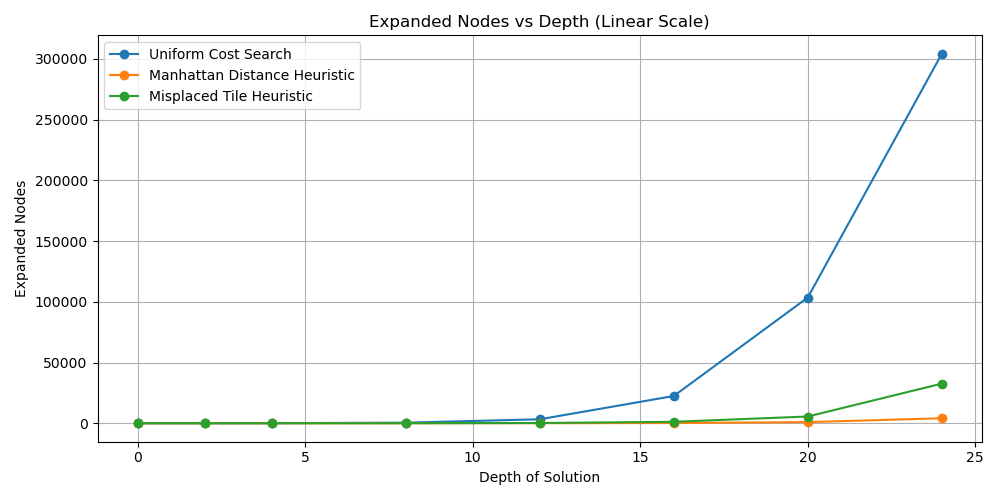 Expanded Nodes vs Depth (Linear Scale)
Uniform Cost Search
Manhattan Distance Heuristic
Misplaced Tile Heuristic
Expanded Nodes
300000
250000
200000
150000
100000
50000
0
0 5 10 15 20 25
Depth of Solution